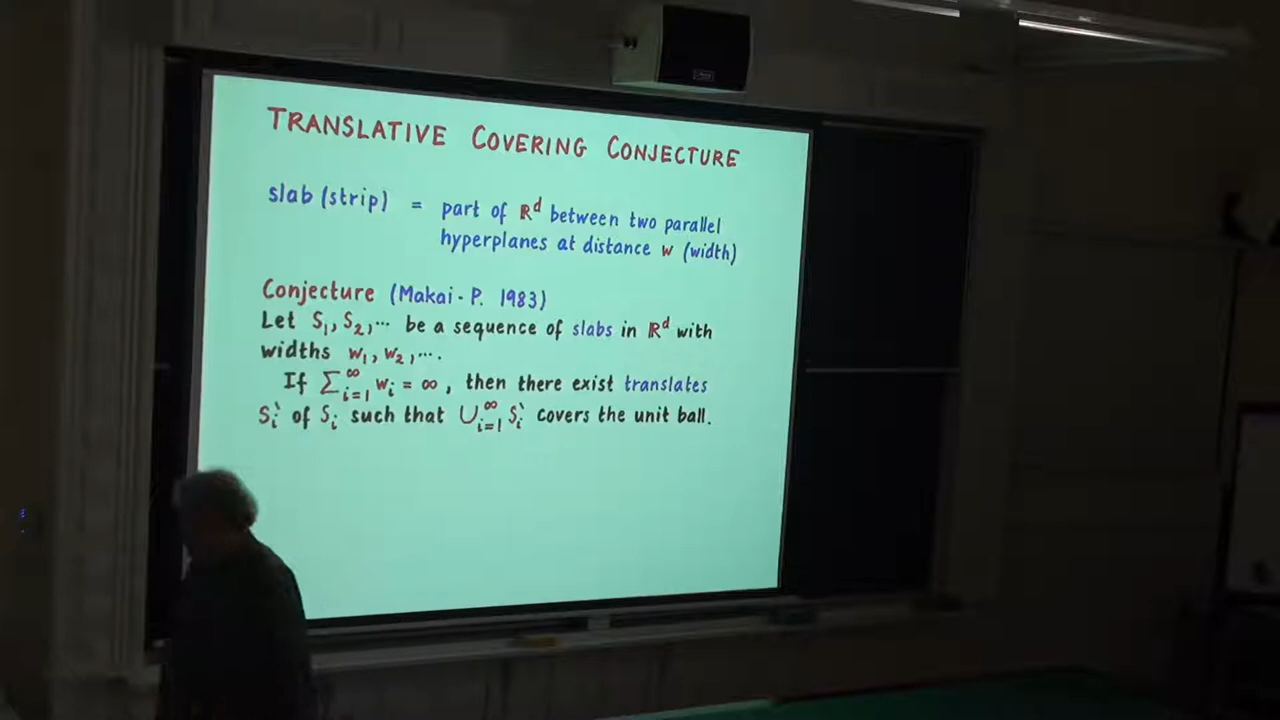 TRANSLATIVE COVERING CONJECTURE
slab (strip) = part of ℝᵈ between two parallel
hyperplanes at distance w (width)
Conjecture (Makai - P. 1983)
Let S₁, S₂, ... be a sequence of slabs in ℝᵈ with
widths w₁, w₂, ....
If ∑ᵢ₌₁^∞ wᵢ = ∞, then there exist translates
Sᵢ' of Sᵢ such that ∪ᵢ₌₁^∞ Sᵢ' covers the unit ball.